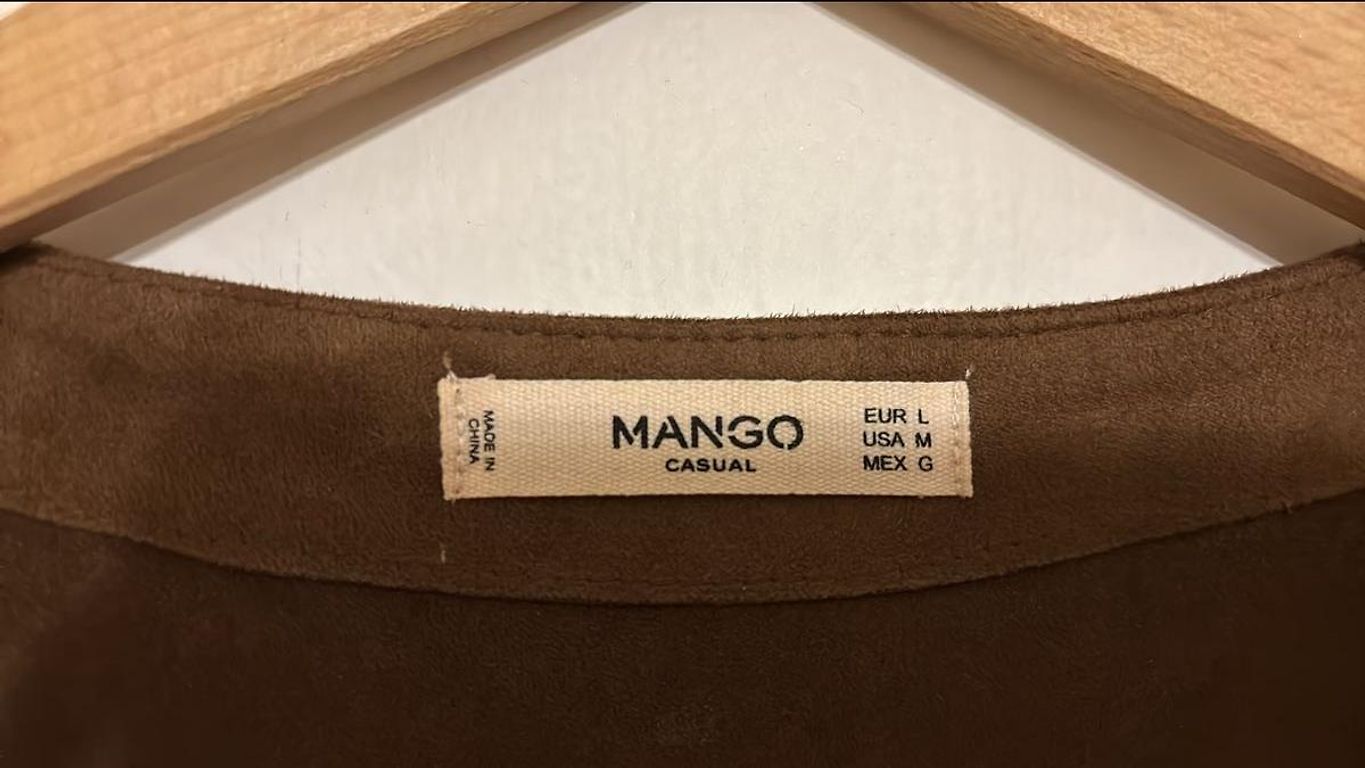 MADE IN
CHINA
MANGO
CASUAL
EUR L
USA M
MEX G